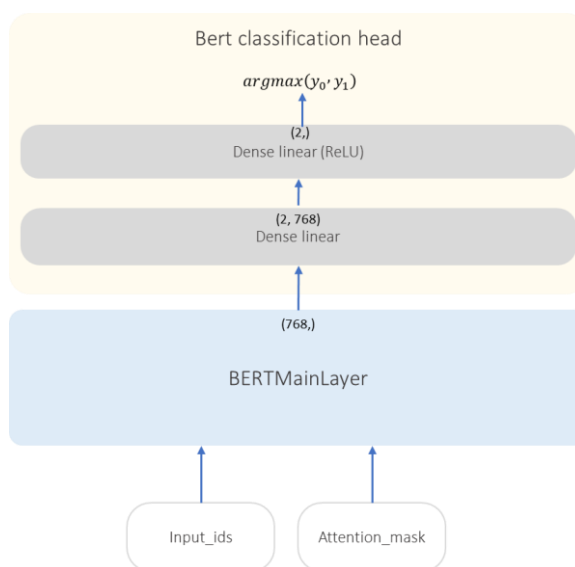 Bert classification head
argmax(y₀, y₁)
(2,)
Dense linear (ReLU)
(2, 768)
Dense linear
(768,)
BERTMainLayer
Input_ids
Attention_mask